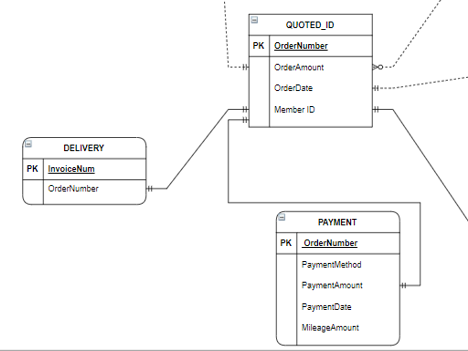 QUOTED_ID
PK OrderNumber
OrderAmount
OrderDate
Member ID
DELIVERY
PK InvoiceNum
OrderNumber
PAYMENT
PK OrderNumber
PaymentMethod
PaymentAmount
PaymentDate
MileageAmount